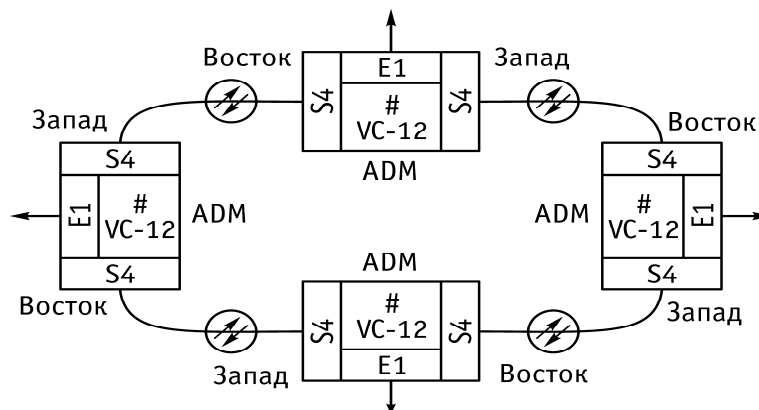 Восток
Запад
E1
S4
#
VC-12
S4
ADM
Запад
Восток
S4
E1
#
VC-12
ADM
S4
Восток
S4
ADM
#
VC-12
E1
S4
Запад
ADM
S4
#
VC-12
E1
S4
Запад
Восток